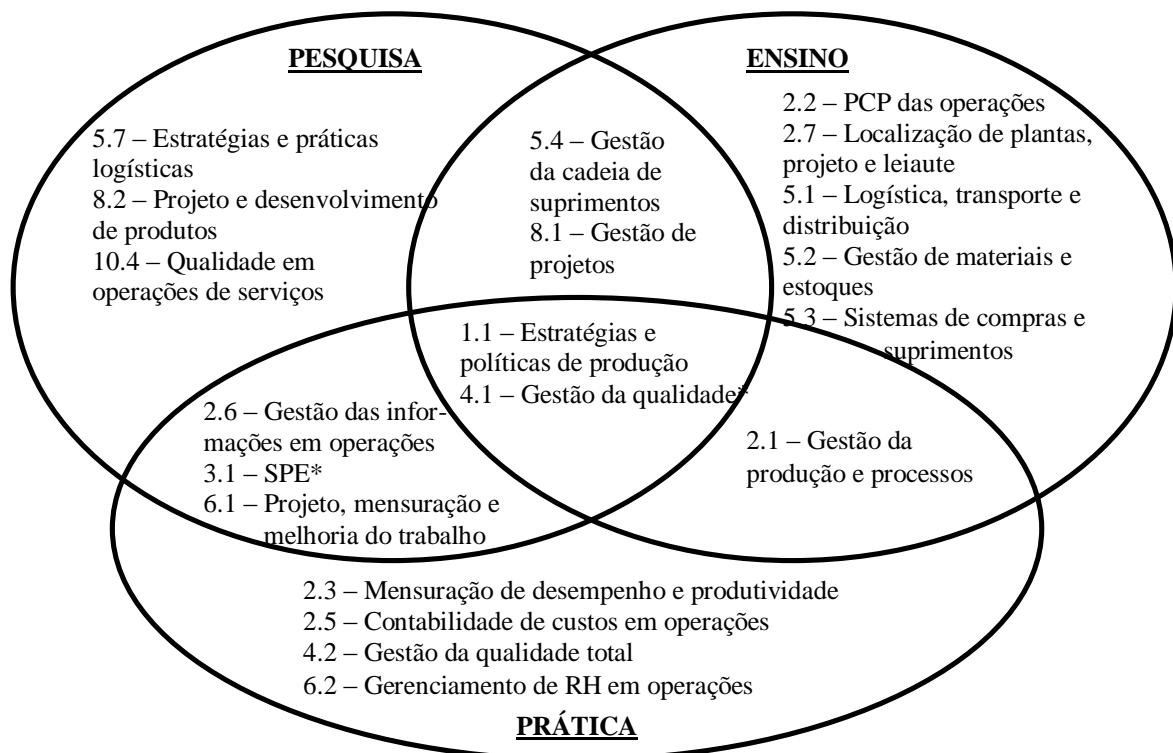 PESQUISA
5.7 – Estratégias e práticas
logísticas
8.2 – Projeto e desenvolvimento
de produtos
10.4 – Qualidade em
operações de serviços
5.4 – Gestão
da cadeia de
suprimentos
8.1 – Gestão de
projetos
ENSINO
2.2 – PCP das operações
2.7 – Localização de plantas,
projeto e leiaute
5.1 – Logística, transporte e
distribuição
5.2 – Gestão de materiais e
estoques
5.3 – Sistemas de compras e
suprimentos
1.1 – Estratégias e
políticas de produção
4.1 – Gestão da qualidade*
2.6 – Gestão das infor-
mações em operações
3.1 – SPE*
6.1 – Projeto, mensuração e
melhoria do trabalho
2.1 – Gestão da
produção e processos
2.3 – Mensuração de desempenho e produtividade
2.5 – Contabilidade de custos em operações
4.2 – Gestão da qualidade total
6.2 – Gerenciamento de RH em operações
PRÁTICA